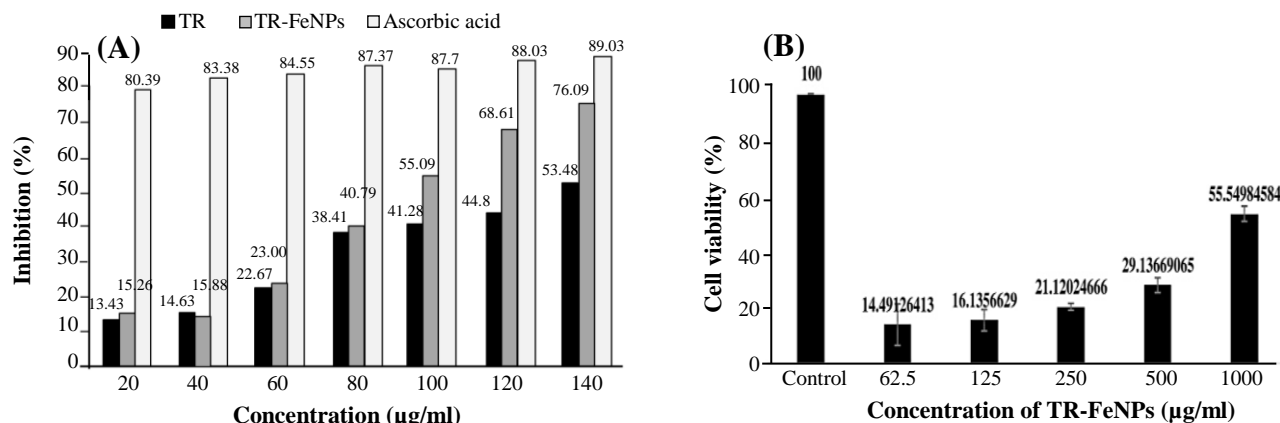 TR TR-FeNPs Ascorbic acid
(A)
Inhibition (%)
90
80
70
60
50
40
30
20
10
0
13.43 15.26 80.39
14.63 15.88 83.38
22.67 23.00 84.55
38.41 40.79 87.37
41.28 55.09 87.7
44.8 68.61 88.03
53.48 76.09 89.03
20 40 60 80 100 120 140
Concentration (µg/ml)
(B)
Cell viability (%)
100
80
60
40
20
0
100
14.49126413
16.1356629
21.12024666
29.13669065
55.54984584
Control 62.5 125 250 500 1000
Concentration of TR-FeNPs (µg/ml)